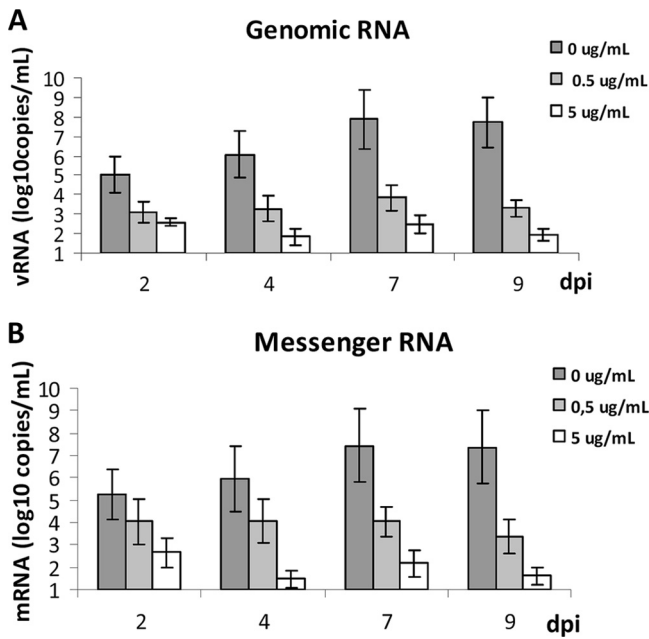 A
Genomic RNA
0 ug/mL
0.5 ug/mL
5 ug/mL
vRNA (log10copies/mL)
10
9
8
7
6
5
4
3
2
1
2 4 7 9 dpi
B
Messenger RNA
0 ug/mL
0,5 ug/mL
5 ug/mL
mRNA (log10 copies/mL)
10
9
8
7
6
5
4
3
2
1
2 4 7 9 dpi